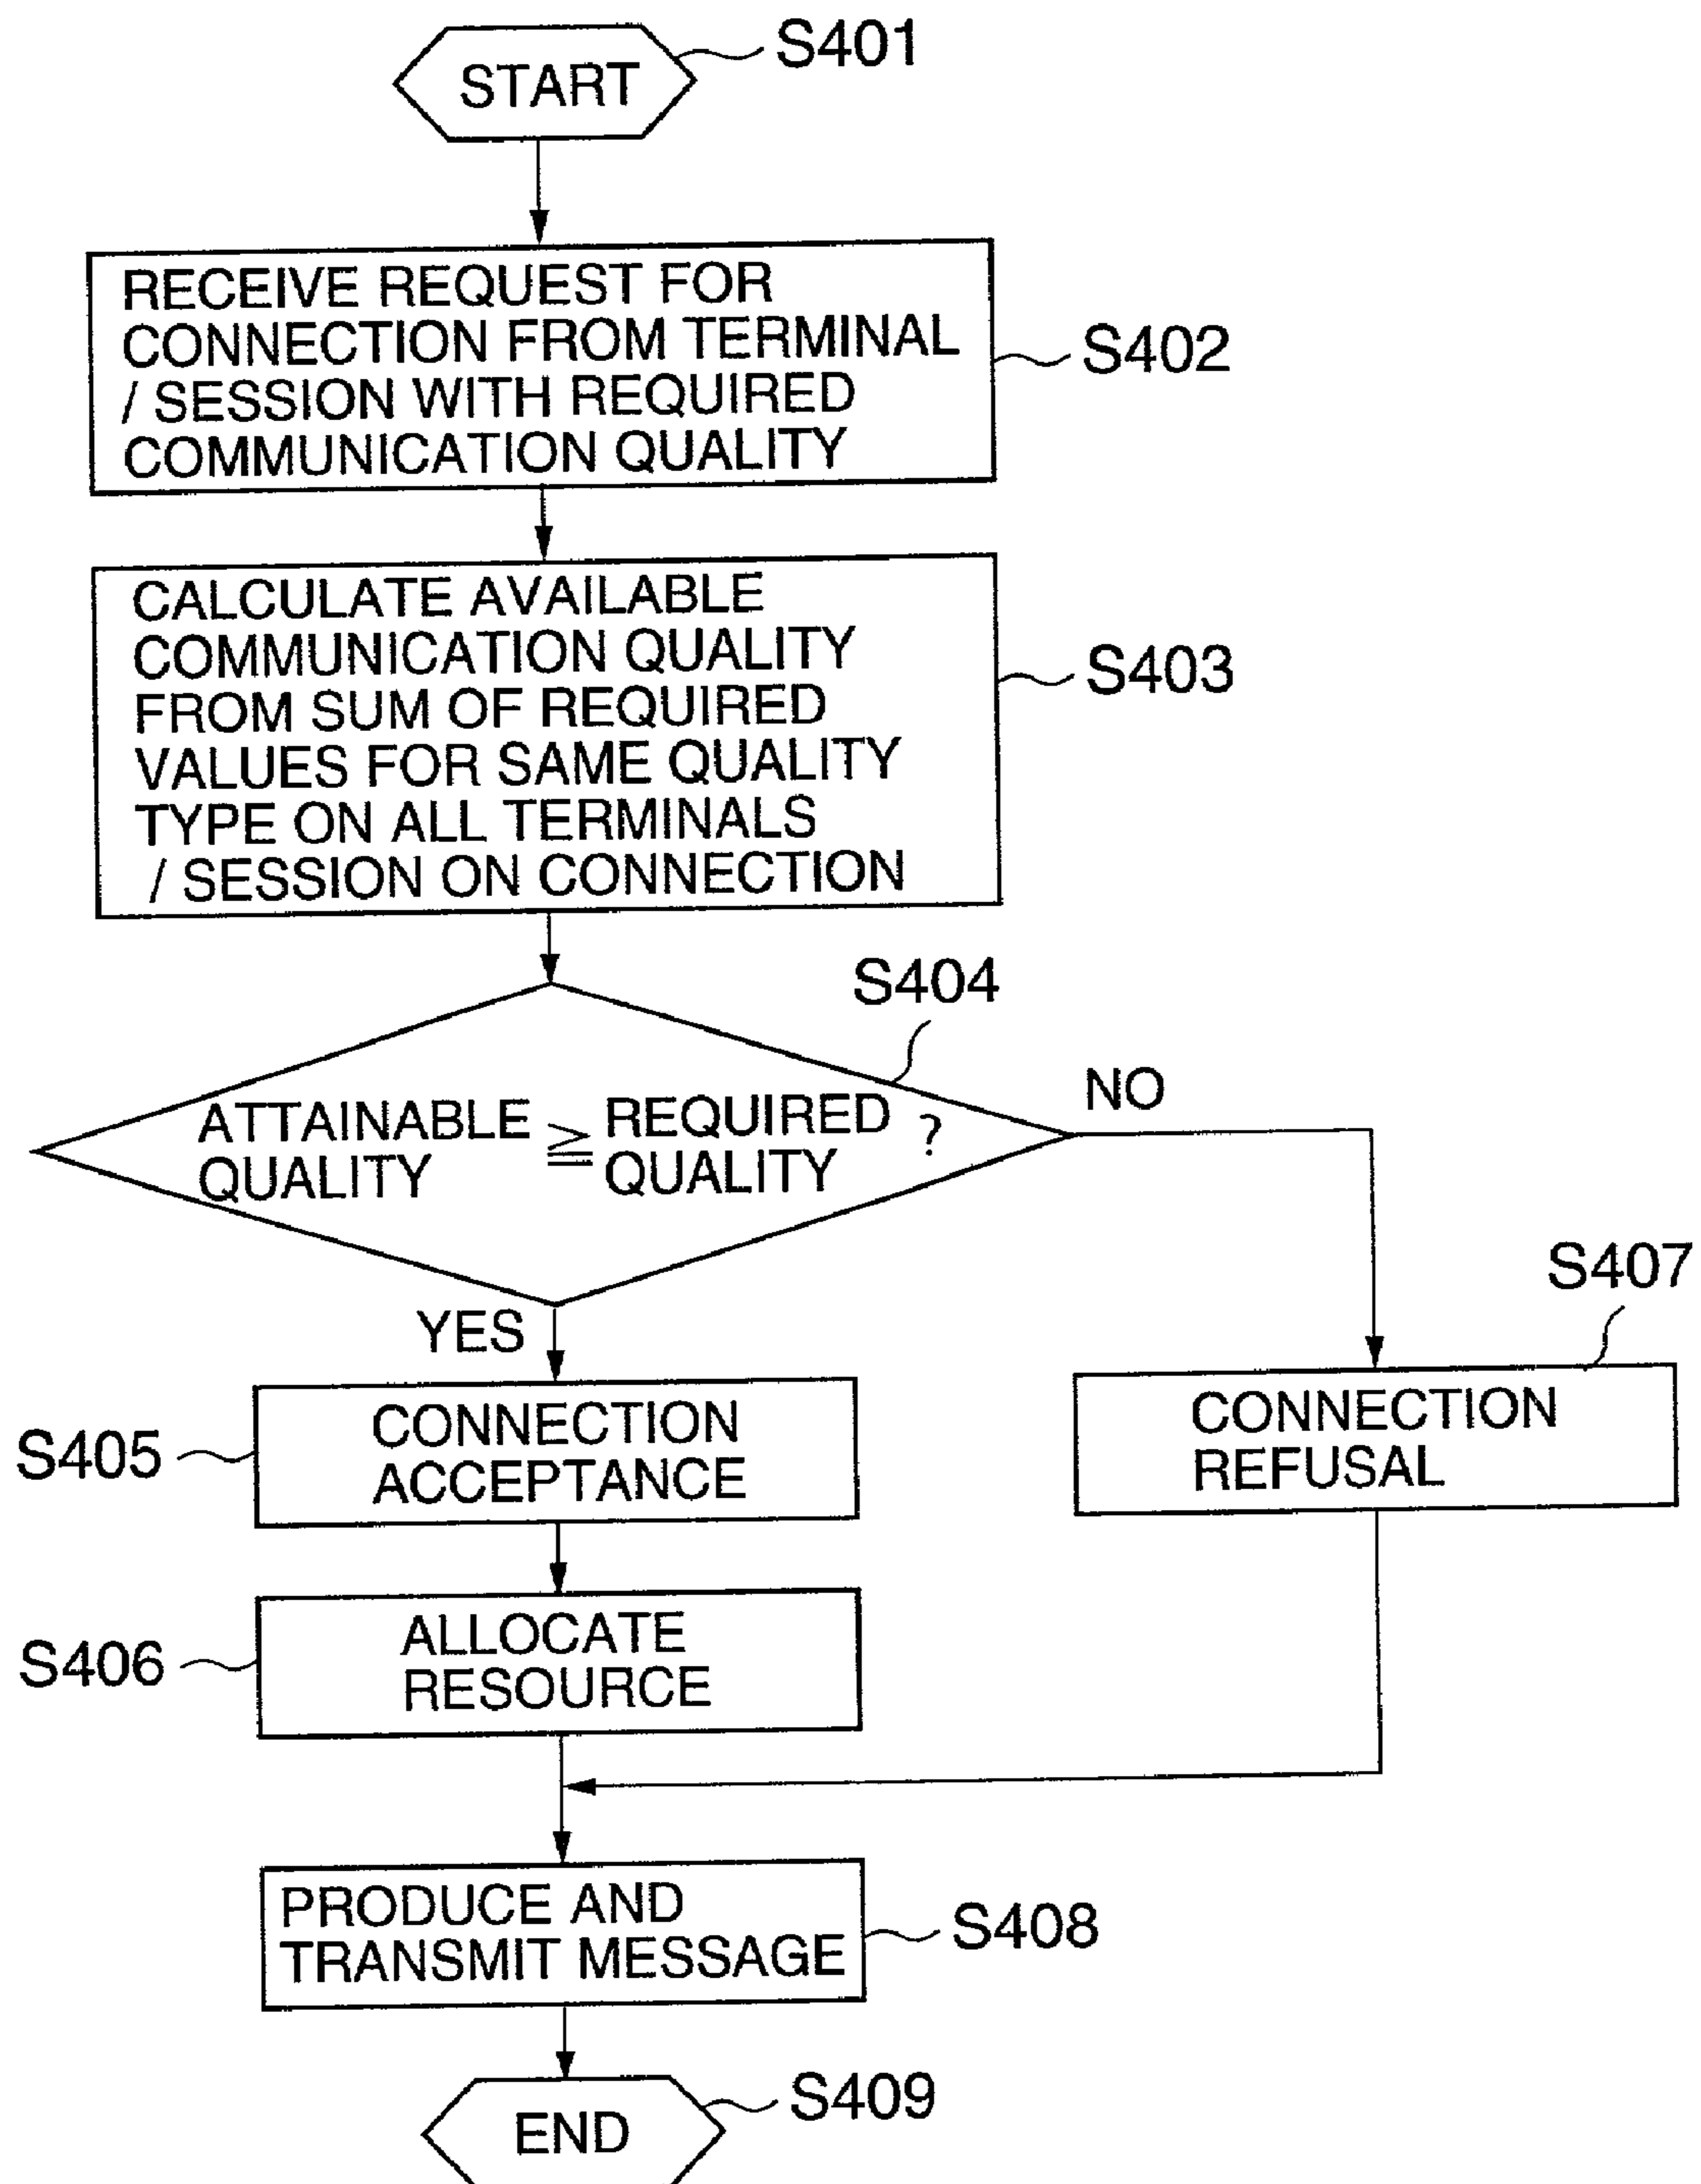 START
S401
RECEIVE REQUEST FOR
CONNECTION FROM TERMINAL
/ SESSION WITH REQUIRED
COMMUNICATION QUALITY
S402
CALCULATE AVAILABLE
COMMUNICATION QUALITY
FROM SUM OF REQUIRED
VALUES FOR SAME QUALITY
TYPE ON ALL TERMINALS
/ SESSION ON CONNECTION
S403
S404
ATTAINABLE QUALITY ≧ REQUIRED QUALITY ?
NO
YES
S405
CONNECTION
ACCEPTANCE
S407
CONNECTION
REFUSAL
S406
ALLOCATE
RESOURCE
PRODUCE AND
TRANSMIT MESSAGE
S408
END
S409